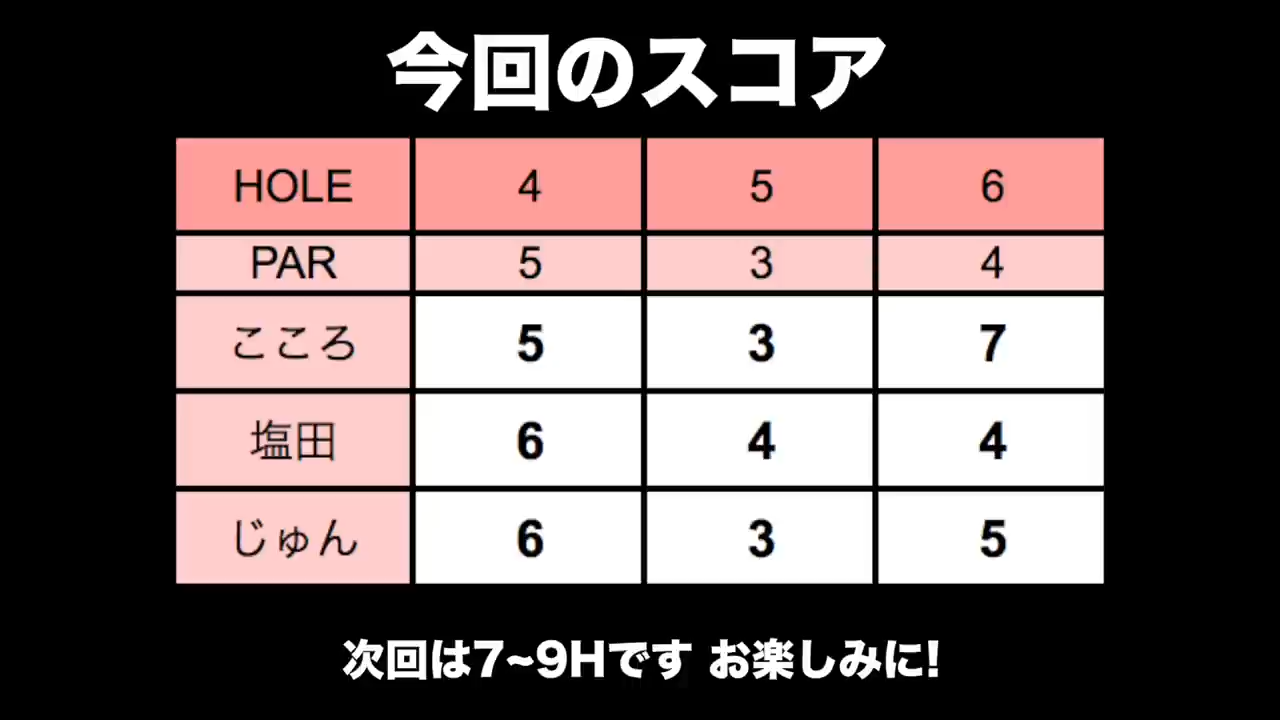 今回のスコア
HOLE 4 5 6
PAR 5 3 4
こころ 5 3 7
塩田 6 4 4
じゅん 6 3 5
次回は7~9Hです お楽しみに!